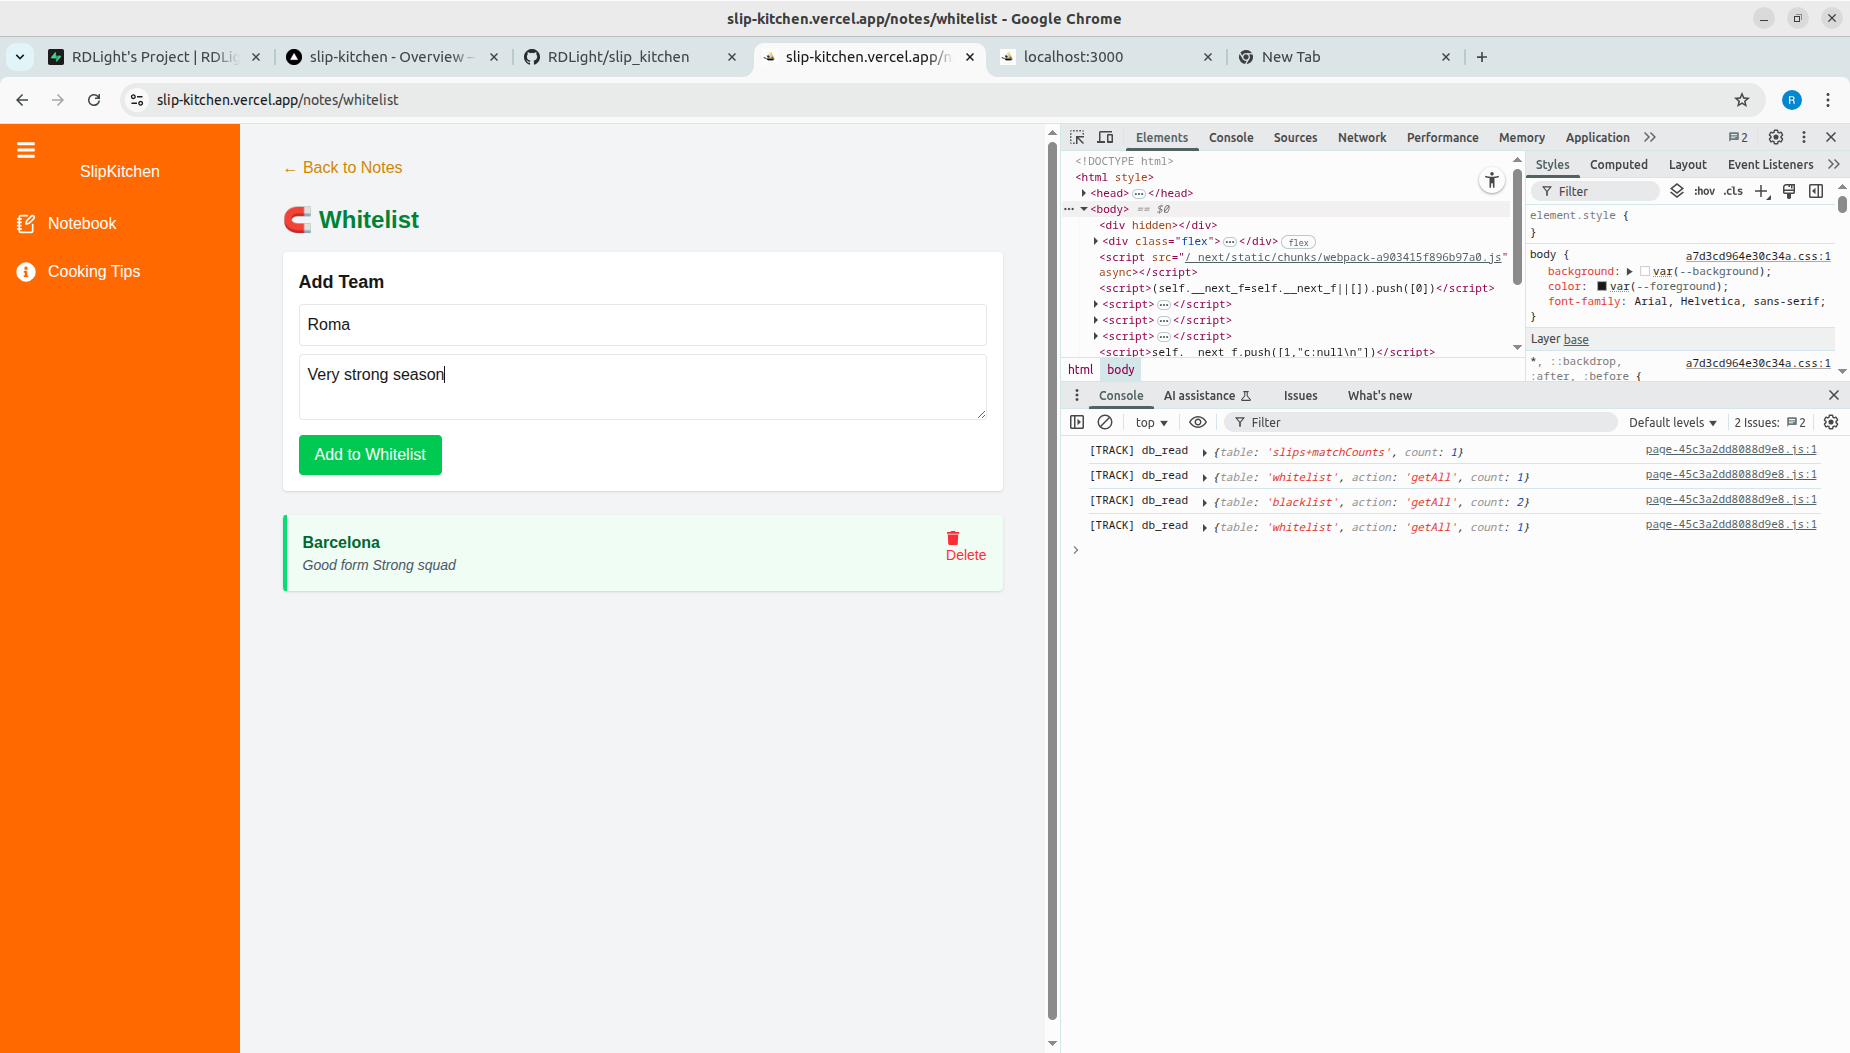 slip-kitchen.vercel.app/notes/whitelist - Google Chrome
RDLight's Project | RDLig
slip-kitchen - Overview -
RDLight/slip_kitchen
slip-kitchen.vercel.app/n
localhost:3000
New Tab
slip-kitchen.vercel.app/notes/whitelist
R
SlipKitchen
Notebook
Cooking Tips
← Back to Notes
Whitelist
Add Team
Roma
Very strong season
Add to Whitelist
Barcelona
Good form Strong squad
Delete
Elements Console Sources Network Performance Memory Application 2
<!DOCTYPE html>
<html style>
<head> </head>
<body> == $0
<div hidden></div>
<div class="flex"> </div> flex
<script src="/_next/static/chunks/webpack-a903415f896b97a0.js"
async></script>
<script>(self.__next_f=self.__next_f||[]).push([0])</script>
<script> </script>
<script> </script>
<script> </script>
<script>self.__next_f.push([1,"c:null\n"])</script>
html body
Styles Computed Layout Event Listeners
Filter :hov .cls
element.style {
}
body { a7d3cd964e30c34a.css:1
background: var(--background);
color: var(--foreground);
font-family: Arial, Helvetica, sans-serif;
}
Layer base
*, ::backdrop, a7d3cd964e30c34a.css:1
:after, :before {
Console AI assistance Issues What's new
top Filter Default levels 2 Issues: 2
[TRACK] db_read {table: 'slips+matchCounts', count: 1} page-45c3a2dd8088d9e8.js:1
[TRACK] db_read {table: 'whitelist', action: 'getAll', count: 1} page-45c3a2dd8088d9e8.js:1
[TRACK] db_read {table: 'blacklist', action: 'getAll', count: 2} page-45c3a2dd8088d9e8.js:1
[TRACK] db_read {table: 'whitelist', action: 'getAll', count: 1} page-45c3a2dd8088d9e8.js:1